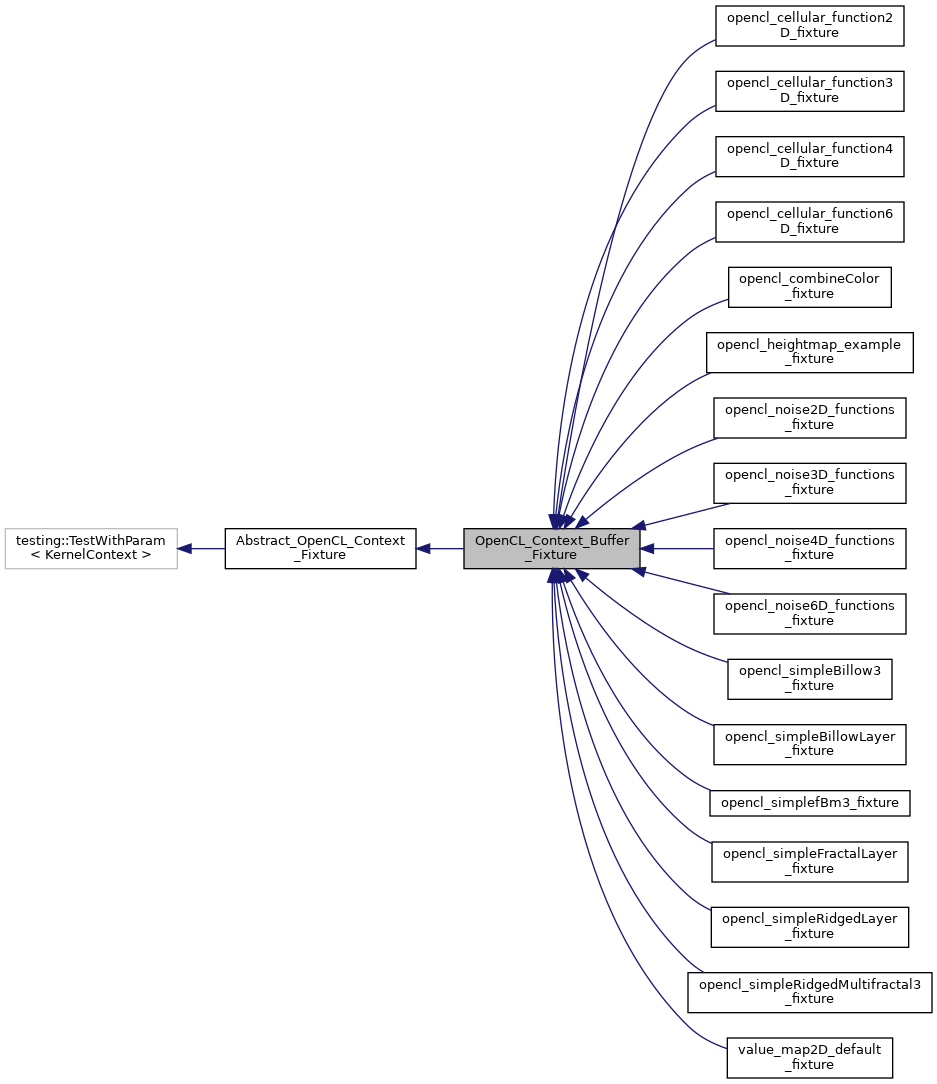 testing::TestWithParam
< KernelContext >
Abstract_OpenCL_Context
_Fixture
OpenCL_Context_Buffer
_Fixture
opencl_cellular_function2
D_fixture
opencl_cellular_function3
D_fixture
opencl_cellular_function4
D_fixture
opencl_cellular_function6
D_fixture
opencl_combineColor
_fixture
opencl_heightmap_example
_fixture
opencl_noise2D_functions
_fixture
opencl_noise3D_functions
_fixture
opencl_noise4D_functions
_fixture
opencl_noise6D_functions
_fixture
opencl_simpleBillow3
_fixture
opencl_simpleBillowLayer
_fixture
opencl_simplefBm3_fixture
opencl_simpleFractalLayer
_fixture
opencl_simpleRidgedLayer
_fixture
opencl_simpleRidgedMultifractal3
_fixture
value_map2D_default
_fixture